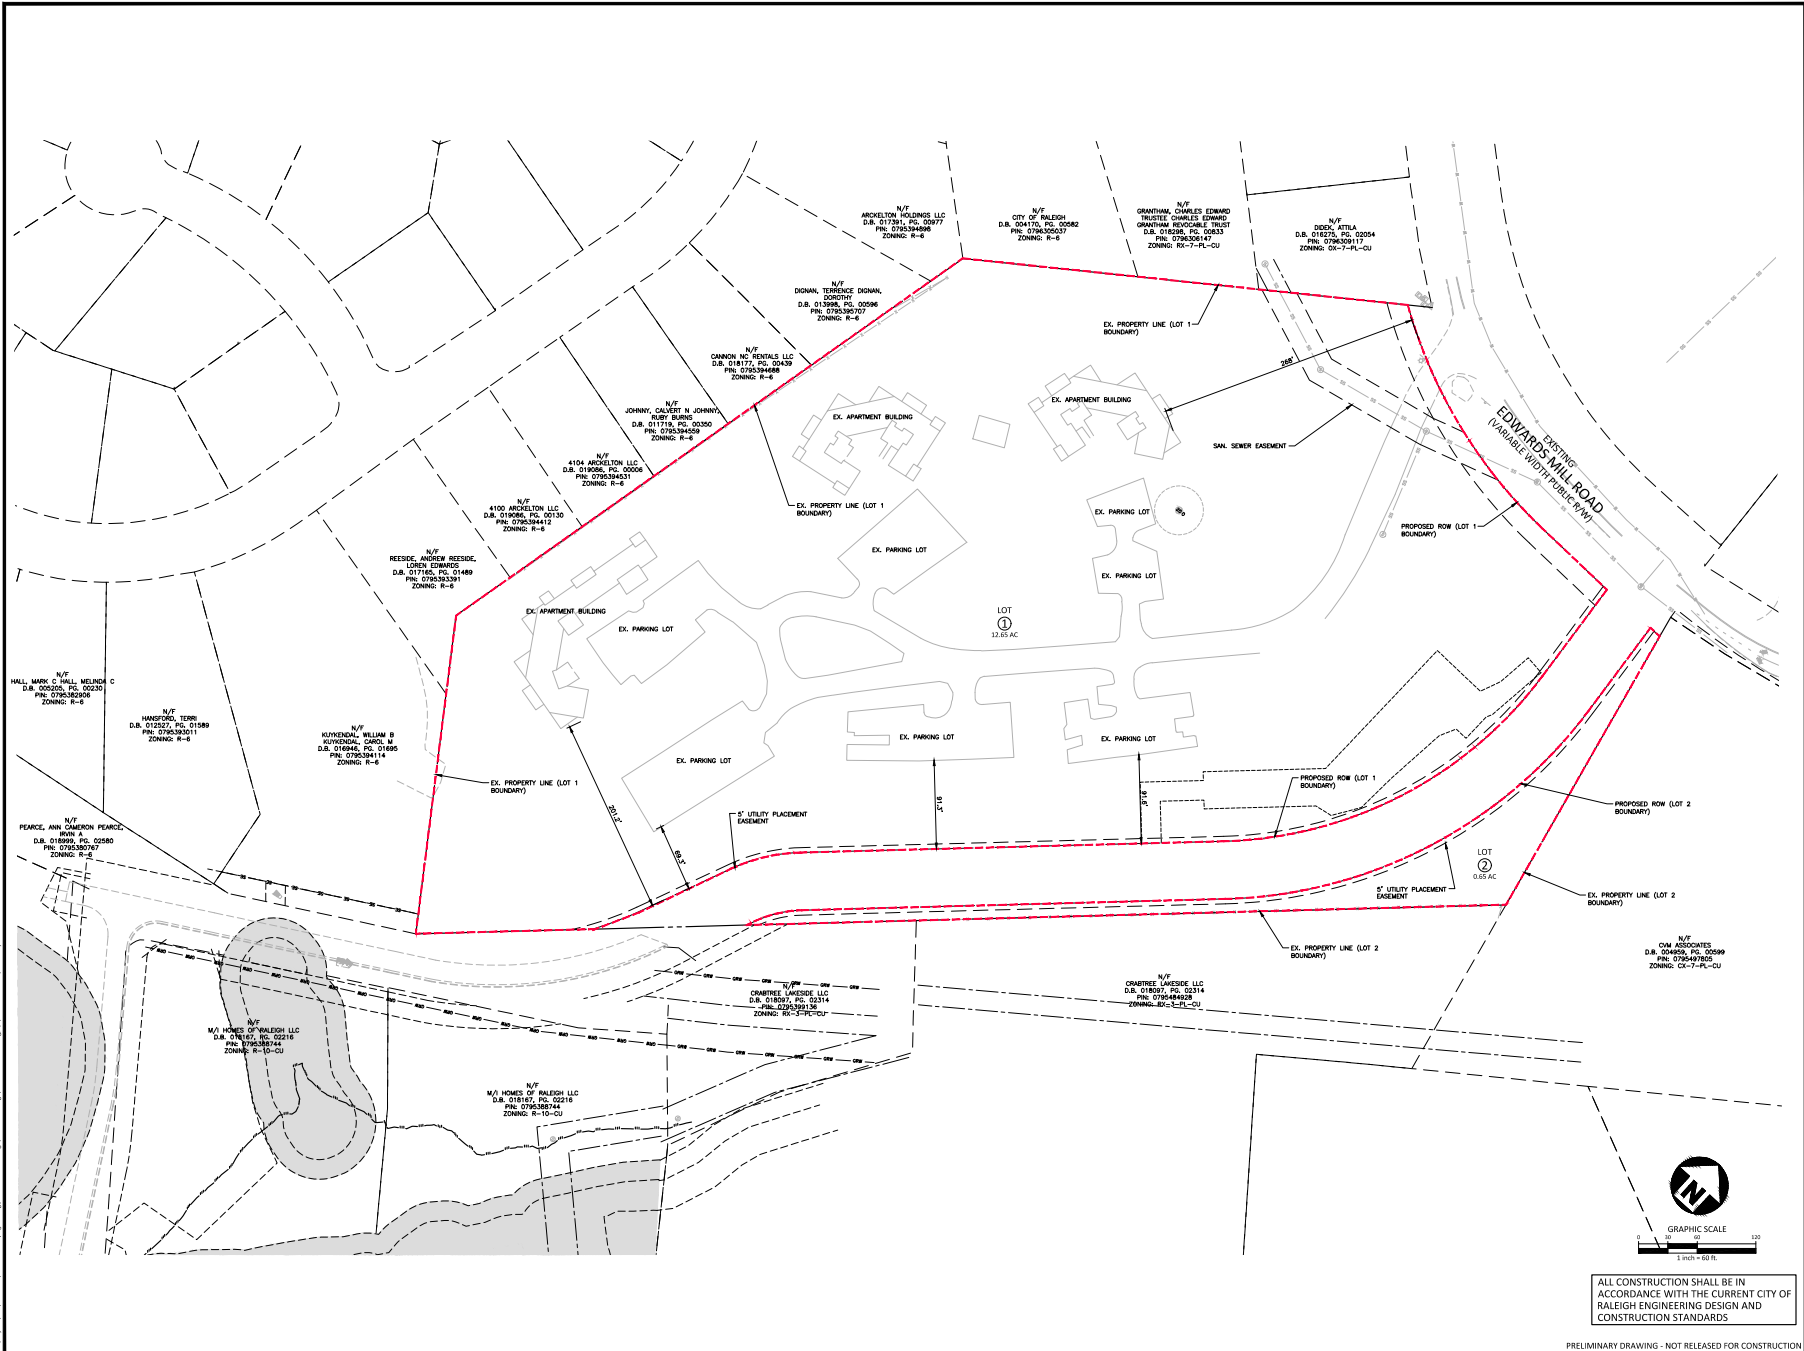 N/F
ARCKELTON HOLDINGS LLC
D.B. 017391, PG. 00977
PIN: 0795394898
ZONING: R-6
N/F
CITY OF RALEIGH
D.B. 004170, PG. 00582
PIN: 0796305037
ZONING: R-6
N/F
GRANTHAM, CHARLES EDWARD
TRUSTEE CHARLES EDWARD
GRANTHAM REVOCABLE TRUST
D.B. 018298, PG. 00833
PIN: 0796306147
ZONING: RX-7-PL-CU
N/F
DIDEK, ATTILA
D.B. 016275, PG. 02054
PIN: 0796309117
ZONING: OX-7-PL-CU
N/F
DIGNAN, TERRENCE DIGNAN,
DOROTHY
D.B. 013998, PG. 00596
PIN: 0795395707
ZONING: R-6
N/F
CANNON NC RENTALS LLC
D.B. 018177, PG. 00439
PIN: 0795394688
ZONING: R-6
N/F
JOHNNY, CALVERT N JOHNNY,
RUBY BURNS
D.B. 011719, PG. 00350
PIN: 0795394559
ZONING: R-6
N/F
4104 ARCKELTON LLC
D.B. 019086, PG. 00006
PIN: 0795394531
ZONING: R-6
N/F
4100 ARCKELTON LLC
D.B. 019086, PG. 00130
PIN: 0795394412
ZONING: R-6
N/F
REESIDE, ANDREW REESIDE,
LOREN EDWARDS
D.B. 017165, PG. 01489
PIN: 0795393391
ZONING: R-6
EX. PROPERTY LINE (LOT 1
BOUNDARY)
268'
EX. APARTMENT BUILDING
EX. APARTMENT BUILDING
SAN. SEWER EASEMENT
EXISTING
EDWARDS MILL ROAD
(VARIABLE WIDTH PUBLIC R/W)
EX. PROPERTY LINE (LOT 1
BOUNDARY)
EX. PARKING LOT
PROPOSED ROW (LOT 1
BOUNDARY)
EX. PARKING LOT
EX. PARKING LOT
EX. APARTMENT BUILDING
EX. PARKING LOT
LOT
1
12.65 AC
N/F
HALL, MARK C HALL, MELINDA C
D.B. 005205, PG. 00230
PIN: 0795382906
ZONING: R-6
N/F
HANSFORD, TERRI
D.B. 012527, PG. 01589
PIN: 0795393011
ZONING: R-6
N/F
KUYKENDAL, WILLIAM B
KUYKENDAL, CAROL M
D.B. 016946, PG. 01695
PIN: 0795394114
ZONING: R-6
EX. PARKING LOT
EX. PARKING LOT
EX. PARKING LOT
EX. PROPERTY LINE (LOT 1
BOUNDARY)
201.2'
69.3'
91.3'
91.6'
5' UTILITY PLACEMENT
EASEMENT
PROPOSED ROW (LOT 1
BOUNDARY)
PROPOSED ROW (LOT 2
BOUNDARY)
N/F
PEARCE, ANN CAMERON PEARCE,
IRVIN A
D.B. 018999, PG. 02580
PIN: 0795380767
ZONING: R-6
LOT
2
0.65 AC
5' UTILITY PLACEMENT
EASEMENT
EX. PROPERTY LINE (LOT 2
BOUNDARY)
EX. PROPERTY LINE (LOT 2
BOUNDARY)
N/F
CVM ASSOCIATES
D.B. 004959, PG. 00599
PIN: 0795497805
ZONING: CX-7-PL-CU
N/F
CRABTREE LAKESIDE LLC
D.B. 018097, PG. 02314
PIN: 0795399136
ZONING: RX-3-PL-CU
N/F
CRABTREE LAKESIDE LLC
D.B. 018097, PG. 02314
PIN: 0795484928
ZONING: RX-3-PL-CU
N/F
M/I HOMES OF RALEIGH LLC
D.B. 018167, PG. 02216
PIN: 0795388744
ZONING: R-10-CU
N/F
M/I HOMES OF RALEIGH LLC
D.B. 018167, PG. 02216
PIN: 0795388744
ZONING: R-10-CU
N
GRAPHIC SCALE
0 30 60 120
1 inch = 60 ft.
ALL CONSTRUCTION SHALL BE IN
ACCORDANCE WITH THE CURRENT CITY OF
RALEIGH ENGINEERING DESIGN AND
CONSTRUCTION STANDARDS
PRELIMINARY DRAWING - NOT RELEASED FOR CONSTRUCTION